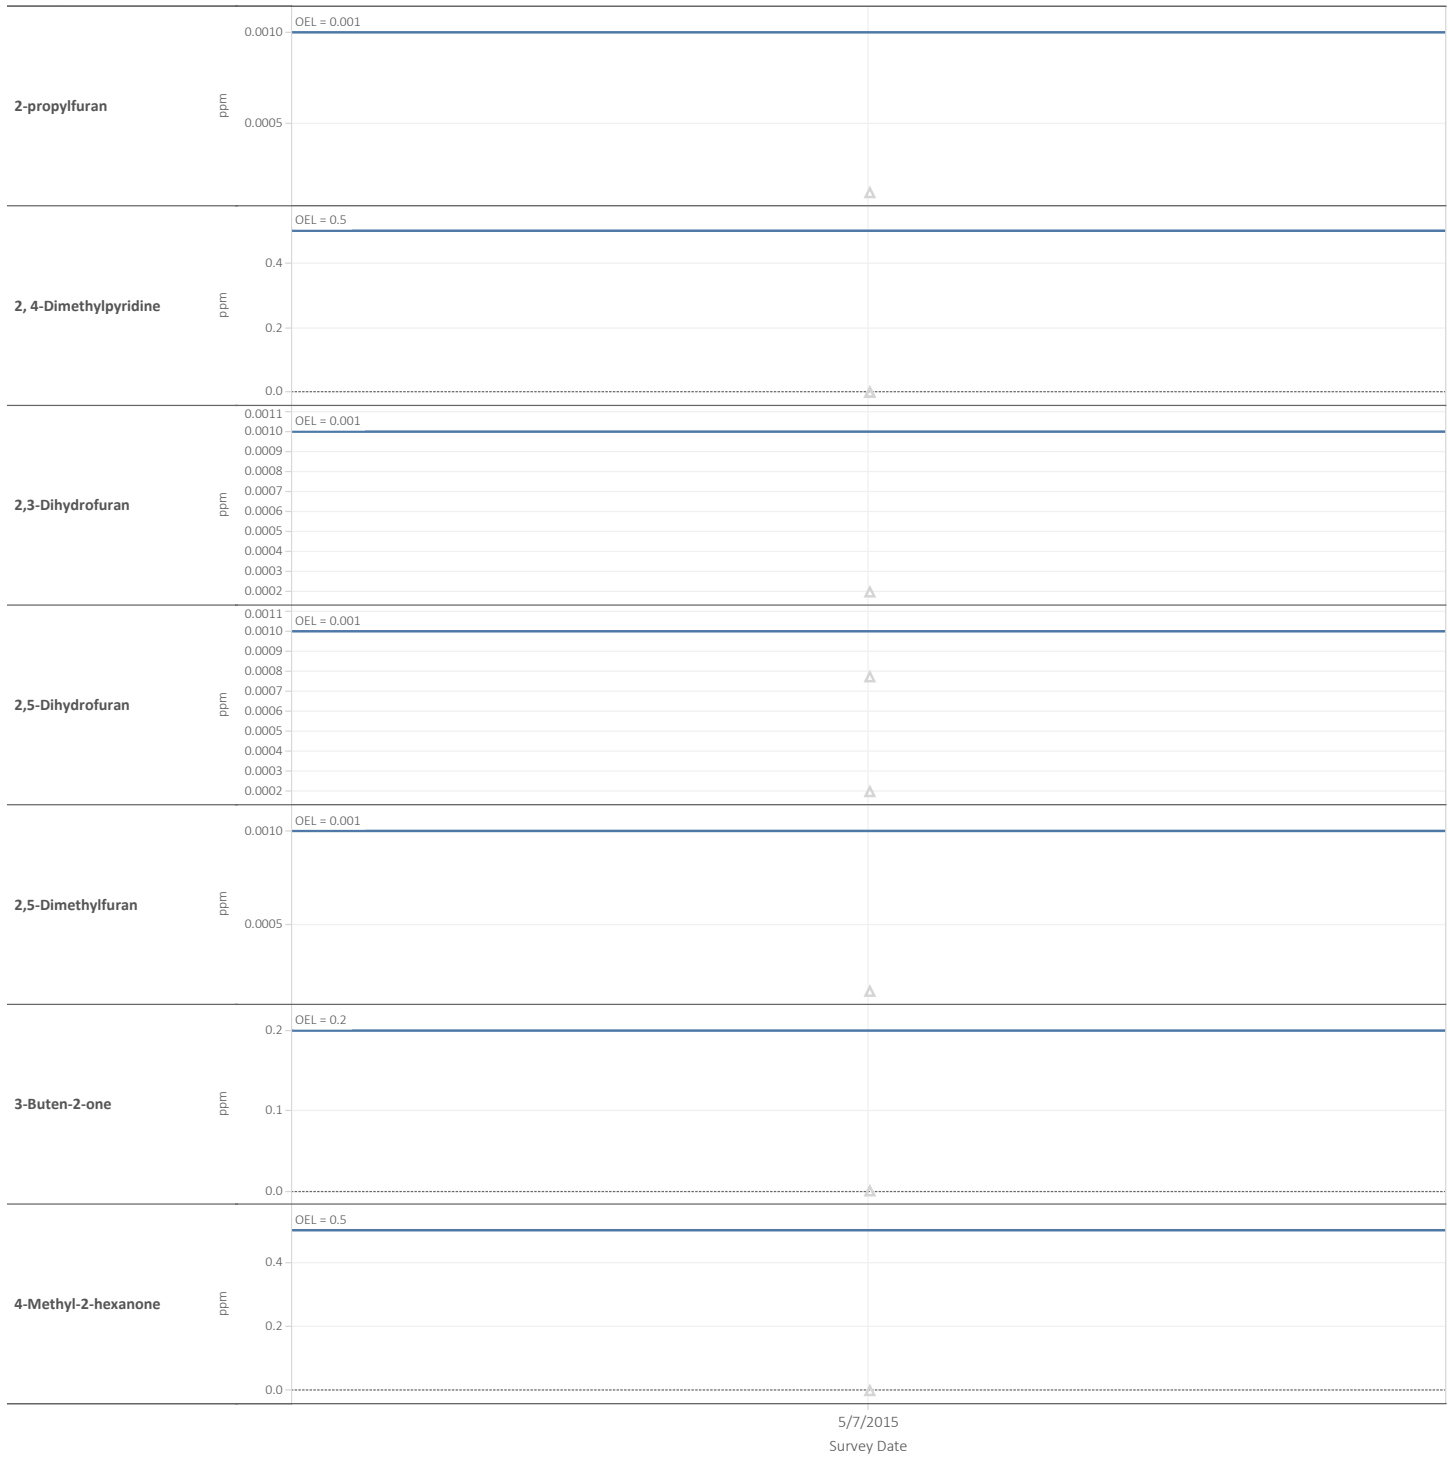 OEL = 0.001
0.0010
2-propylfuran
ppm
0.0005
OEL = 0.5
0.4
2, 4-Dimethylpyridine
ppm
0.2
0.0
0.0011
OEL = 0.001
0.0010
0.0009
0.0008
0.0007
2,3-Dihydrofuran
ppm
0.0006
0.0005
0.0004
0.0003
0.0002
0.0011
OEL = 0.001
0.0010
0.0009
0.0008
0.0007
2,5-Dihydrofuran
ppm
0.0006
0.0005
0.0004
0.0003
0.0002
OEL = 0.001
0.0010
2,5-Dimethylfuran
ppm
0.0005
OEL = 0.2
0.2
3-Buten-2-one
ppm
0.1
0.0
OEL = 0.5
0.4
4-Methyl-2-hexanone
ppm
0.2
0.0
5/7/2015
Survey Date